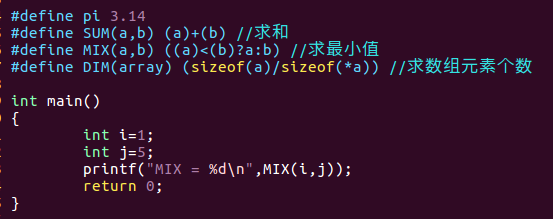 #define pi 3.14
#define SUM(a,b) (a)+(b) //求和
#define MIX(a,b) ((a)<(b)?a:b) //求最小值
#define DIM(array) (sizeof(a)/sizeof(*a)) //求数组元素个数
int main()
{
int i=1;
int j=5;
printf("MIX = %d\n",MIX(i,j));
return 0;
}